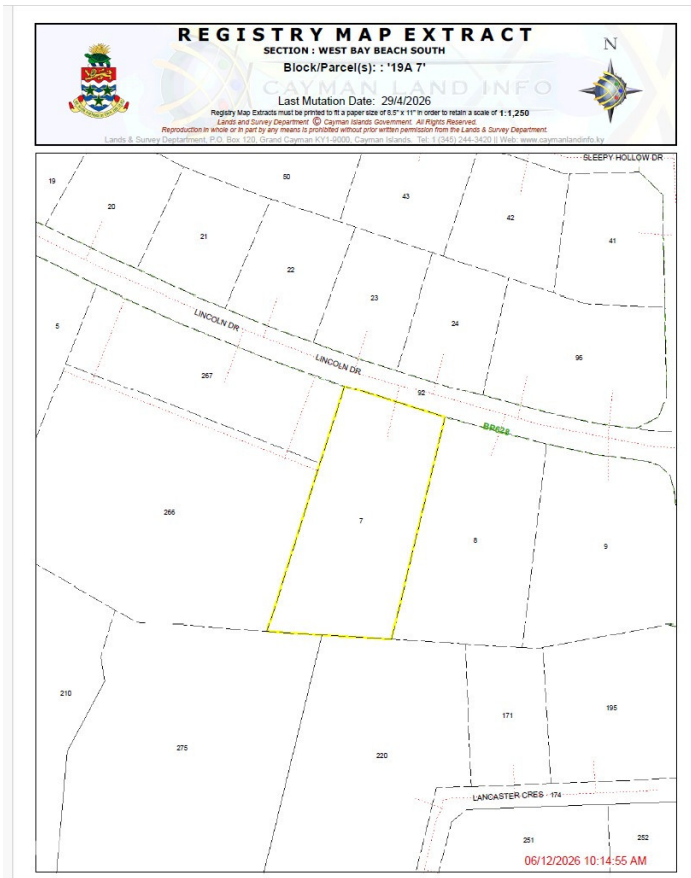 REGISTRY MAP EXTRACT
SECTION : WEST BAY BEACH SOUTH
N
Block/Parcel(s): : '19A 7'
CAYMAN LAND INFO
Last Mutation Date: 29/4/2026
Registry Map Extracts must be printed to fit a paper size of 8.5" x 11" in order to retain a scale of 1:1,250
Lands and Survey Department © Cayman Islands Government. All Rights Reserved.
Reproduction in whole or in part by any means is prohibited without prior written permission from the Lands & Survey Department.
Lands & Survey Deptartment, P.O. Box 120, Grand Cayman KY1-9000, Cayman Islands. Tel: 1 (345) 244-3420 || Web: www.caymanlandinfo.ky
SLEEPY HOLLOW DR
50
19
43
20
42
21
41
22
23
LINCOLN DR
24
5
96
LINCOLN DR
267
92
BP628
266
7
8
9
210
195
171
275
220
LANCASTER CRES 174
251
252
06/12/2026 10:14:55 AM